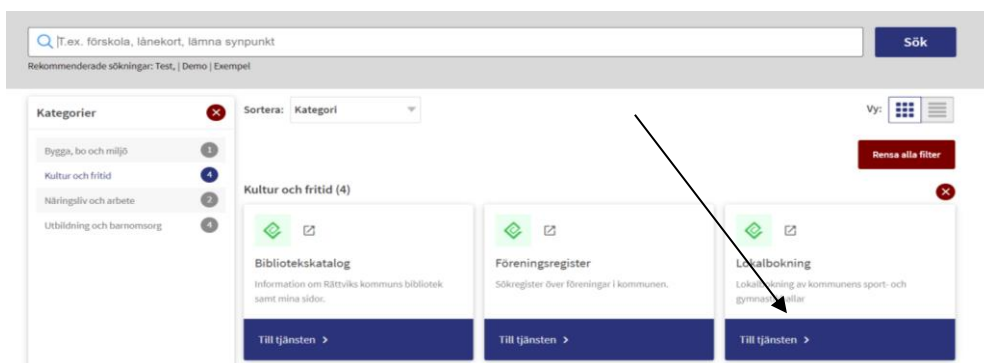 T.ex. förskola, lånekort, lämna synpunkt
Sök
Rekommenderade sökningar: Test, | Demo | Exempel
Kategorier
Bygga, bo och miljö 1
Kultur och fritid 4
Näringsliv och arbete 2
Utbildning och barnomsorg 4
Sortera: Kategori
Vy:
Rensa alla filter
Kultur och fritid (4)
Bibliotekskatalog
Information om Rättviks kommuns bibliotek
samt mina sidor.
Till tjänsten >
Föreningsregister
Sökregister över föreningar i kommunen.
Till tjänsten >
Lokalbokning
Lokalbokning av kommunens sport- och
gymnastikhallar
Till tjänsten >